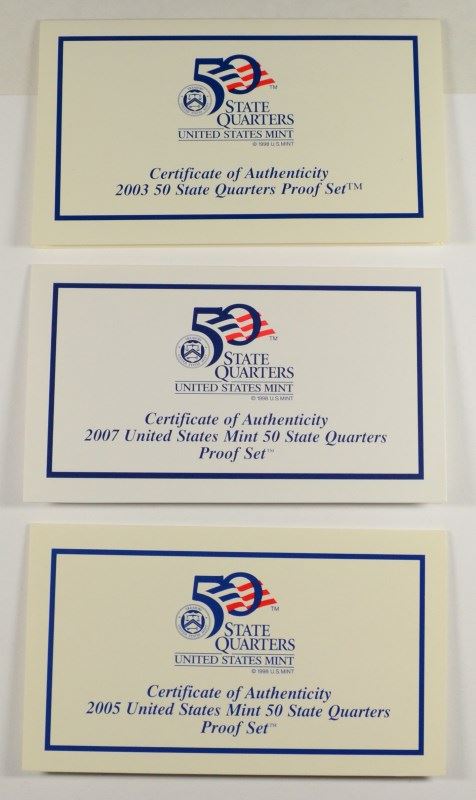 50 TM
STATE
QUARTERS
UNITED STATES MINT
© 1998 U.S. MINT
Certificate of Authenticity
2003 50 State Quarters Proof Set™
50 TM
STATE
QUARTERS
UNITED STATES MINT
© 1998 U.S. MINT
Certificate of Authenticity
2007 United States Mint 50 State Quarters
Proof Set™
50 TM
STATE
QUARTERS
UNITED STATES MINT
© 1998 U.S. MINT
Certificate of Authenticity
2005 United States Mint 50 State Quarters
Proof Set™